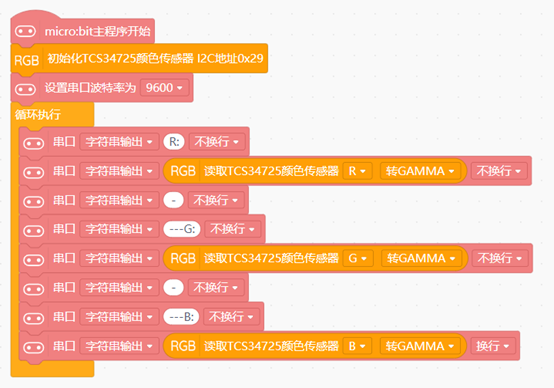 micro:bit主程序开始
RGB 初始化TCS34725颜色传感器 I2C地址0x29
设置串口波特率为 9600
循环执行
串口 字符串输出 R: 不换行
串口 字符串输出 RGB 读取TCS34725颜色传感器 R 转GAMMA 不换行
串口 字符串输出 - 不换行
串口 字符串输出 ---G: 不换行
串口 字符串输出 RGB 读取TCS34725颜色传感器 G 转GAMMA 不换行
串口 字符串输出 - 不换行
串口 字符串输出 ---B: 不换行
串口 字符串输出 RGB 读取TCS34725颜色传感器 B 转GAMMA 换行